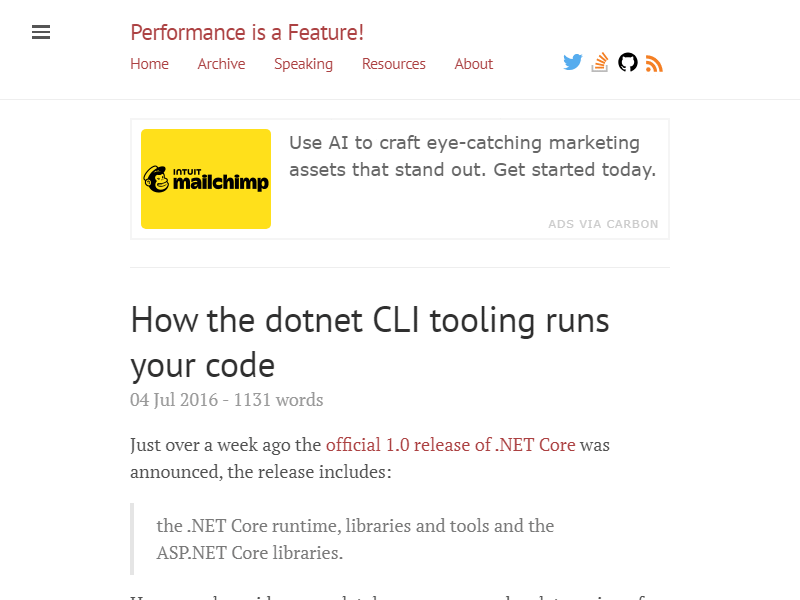 Performance is a Feature!
Home Archive Speaking Resources About
INTUIT
mailchimp
Use AI to craft eye-catching marketing
assets that stand out. Get started today.
ADS VIA CARBON
How the dotnet CLI tooling runs
your code
04 Jul 2016 - 1131 words
Just over a week ago the official 1.0 release of .NET Core was
announced, the release includes:
the .NET Core runtime, libraries and tools and the
ASP.NET Core libraries.